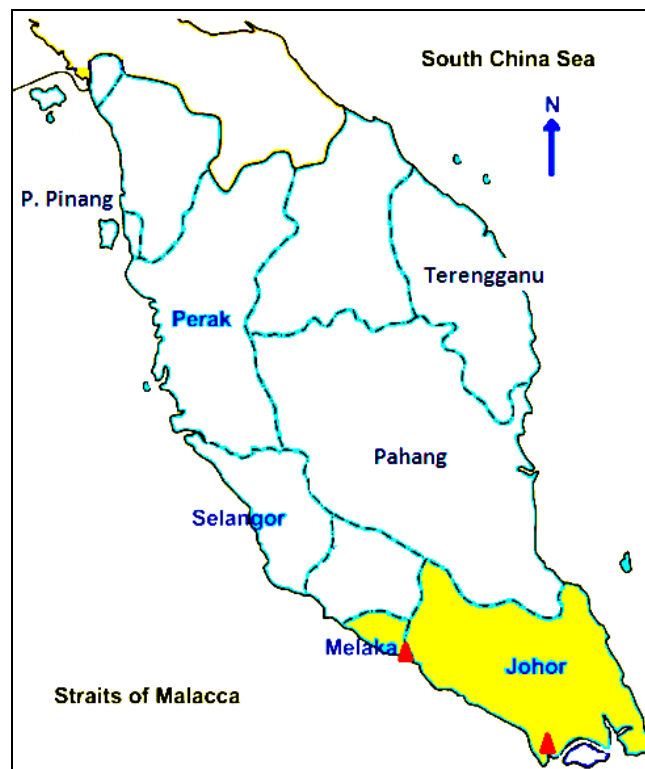 South China Sea
N
P. Pinang
Terengganu
Perak
Pahang
Selangor
Melaka
Johor
Straits of Malacca